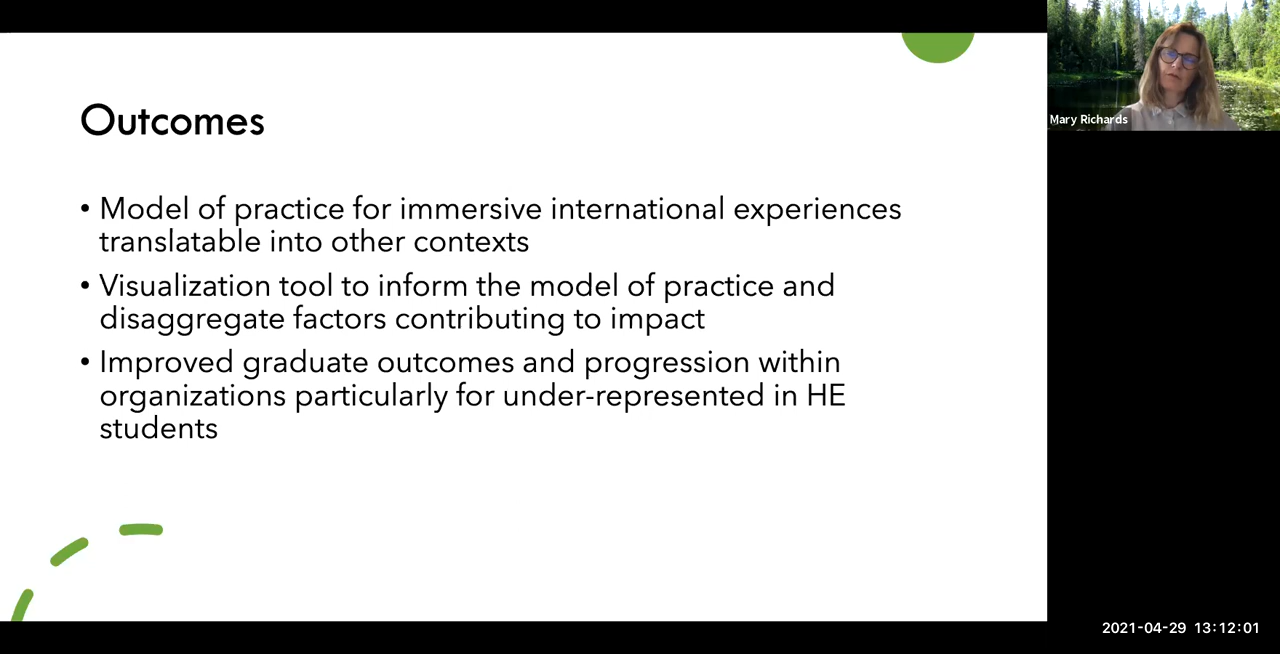 Outcomes
• Model of practice for immersive international experiences
translatable into other contexts
• Visualization tool to inform the model of practice and
disaggregate factors contributing to impact
• Improved graduate outcomes and progression within
organizations particularly for under-represented in HE
students
Mary Richards
2021-04-29 13:12:01